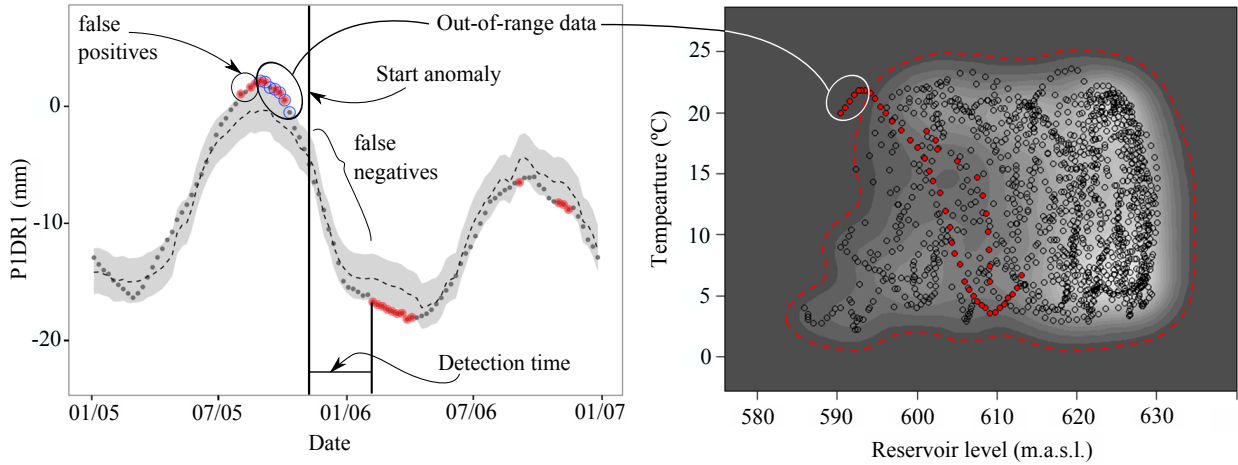 false
positives
Out-of-range data
Start anomaly
false
negatives
Detection time
P1DR1 (mm)
0
-10
-20
01/05
07/05
01/06
07/06
01/07
Date
Tempearture (ºC)
25
20
15
10
5
0
580
590
600
610
620
630
Reservoir level (m.a.s.l.)